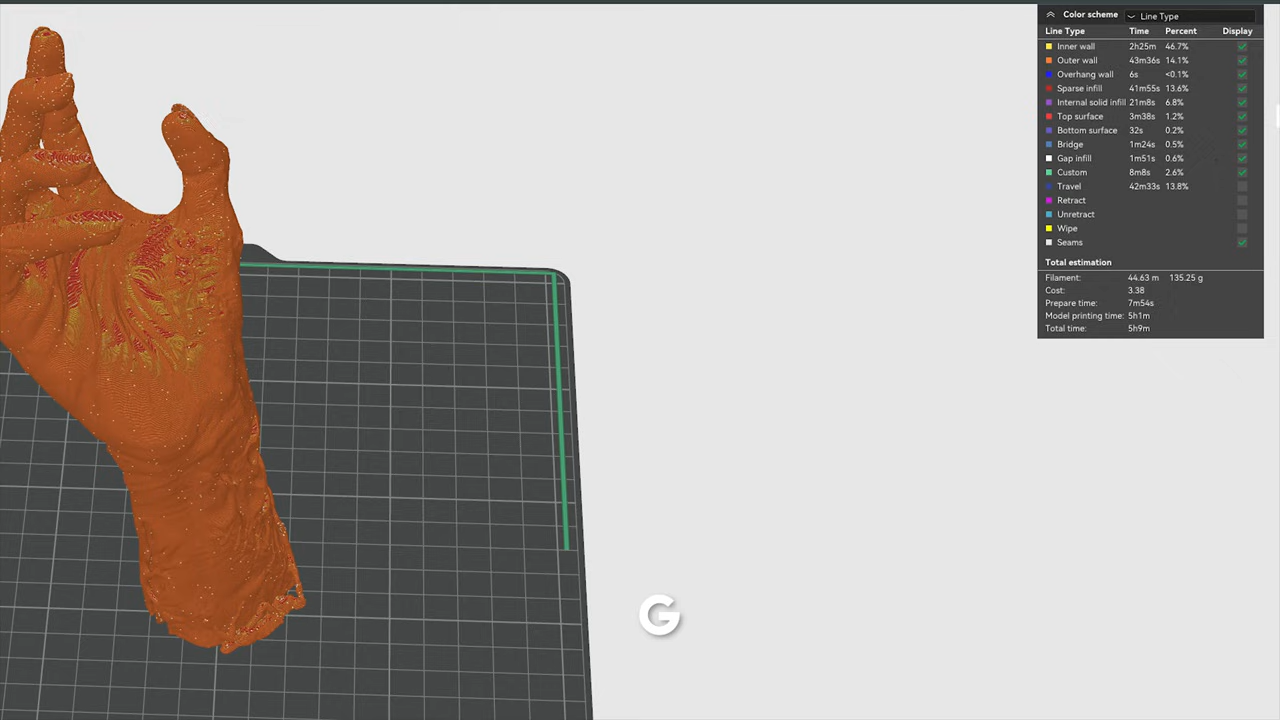 Color scheme Line Type
Line Type Time Percent Display
Inner wall 2h25m 46.7%
Outer wall 43m36s 14.1%
Overhang wall 6s <0.1%
Sparse infill 41m55s 13.6%
Internal solid infill 21m8s 6.8%
Top surface 3m38s 1.2%
Bottom surface 32s 0.2%
Bridge 1m24s 0.5%
Gap infill 1m51s 0.6%
Custom 8m8s 2.6%
Travel 42m33s 13.8%
Retract
Unretract
Wipe
Seams
Total estimation
Filament: 44.63 m 135.25 g
Cost: 3.38
Prepare time: 7m54s
Model printing time: 5h1m
Total time: 5h9m
G